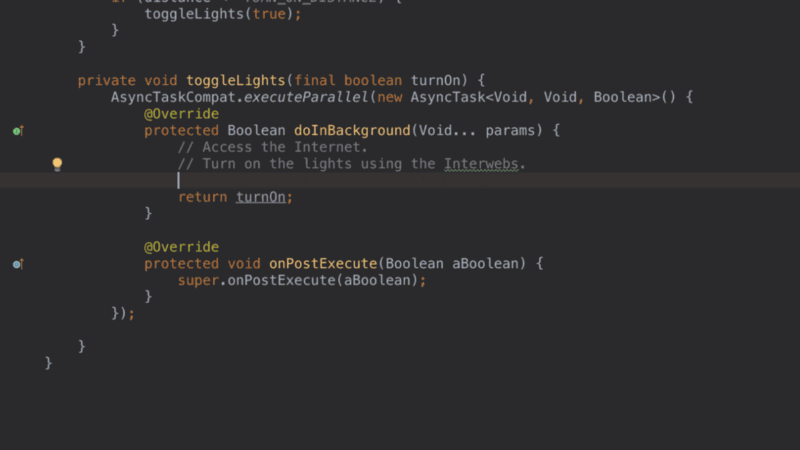 toggleLights(true);
}
}
private void toggleLights(final boolean turnOn) {
AsyncTaskCompat.executeParallel(new AsyncTask<Void, Void, Boolean>() {
@Override
protected Boolean doInBackground(Void... params) {
// Access the Internet.
// Turn on the lights using the Interwebs.
return turnOn;
}
@Override
protected void onPostExecute(Boolean aBoolean) {
super.onPostExecute(aBoolean);
}
});
}
}